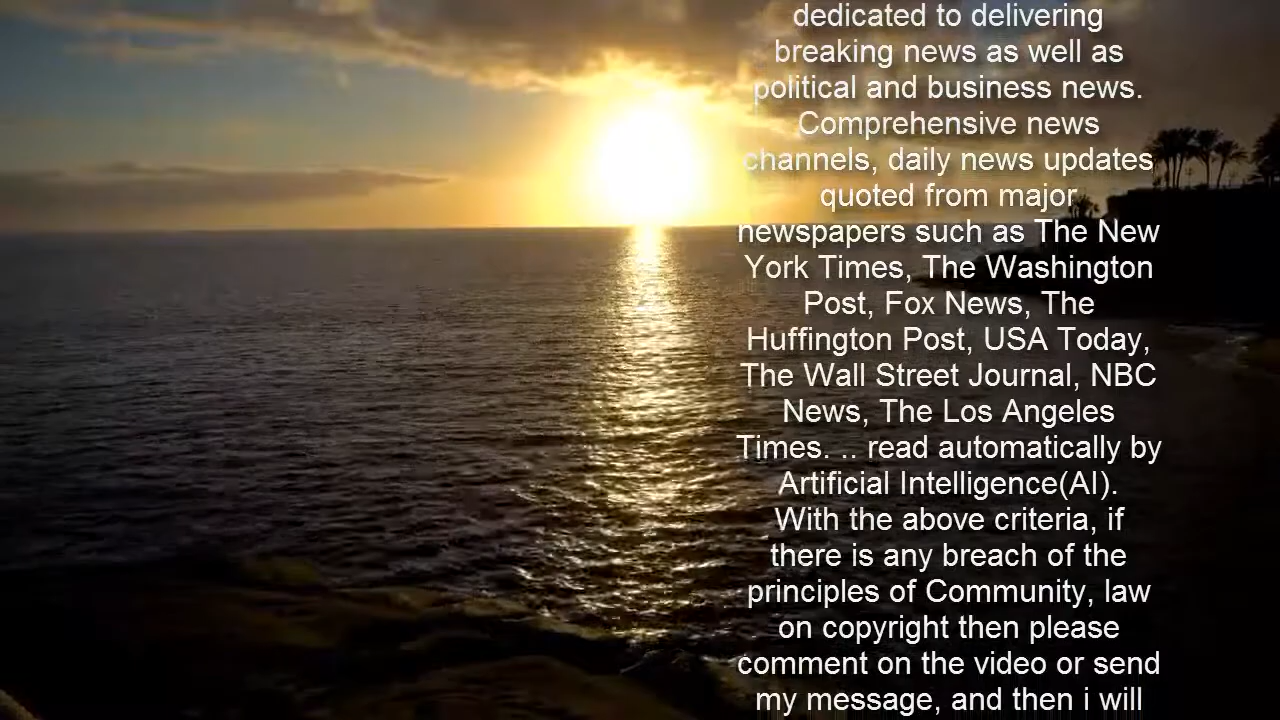 dedicated to delivering
breaking news as well as
political and business news.
Comprehensive news
channels, daily news updates
quoted from major
newspapers such as The New
York Times, The Washington
Post, Fox News, The
Huffington Post, USA Today,
The Wall Street Journal, NBC
News, The Los Angeles
Times. .. read automatically by
Artificial Intelligence(AI).
With the above criteria, if
there is any breach of the
principles of Community, law
on copyright then please
comment on the video or send
my message, and then i will